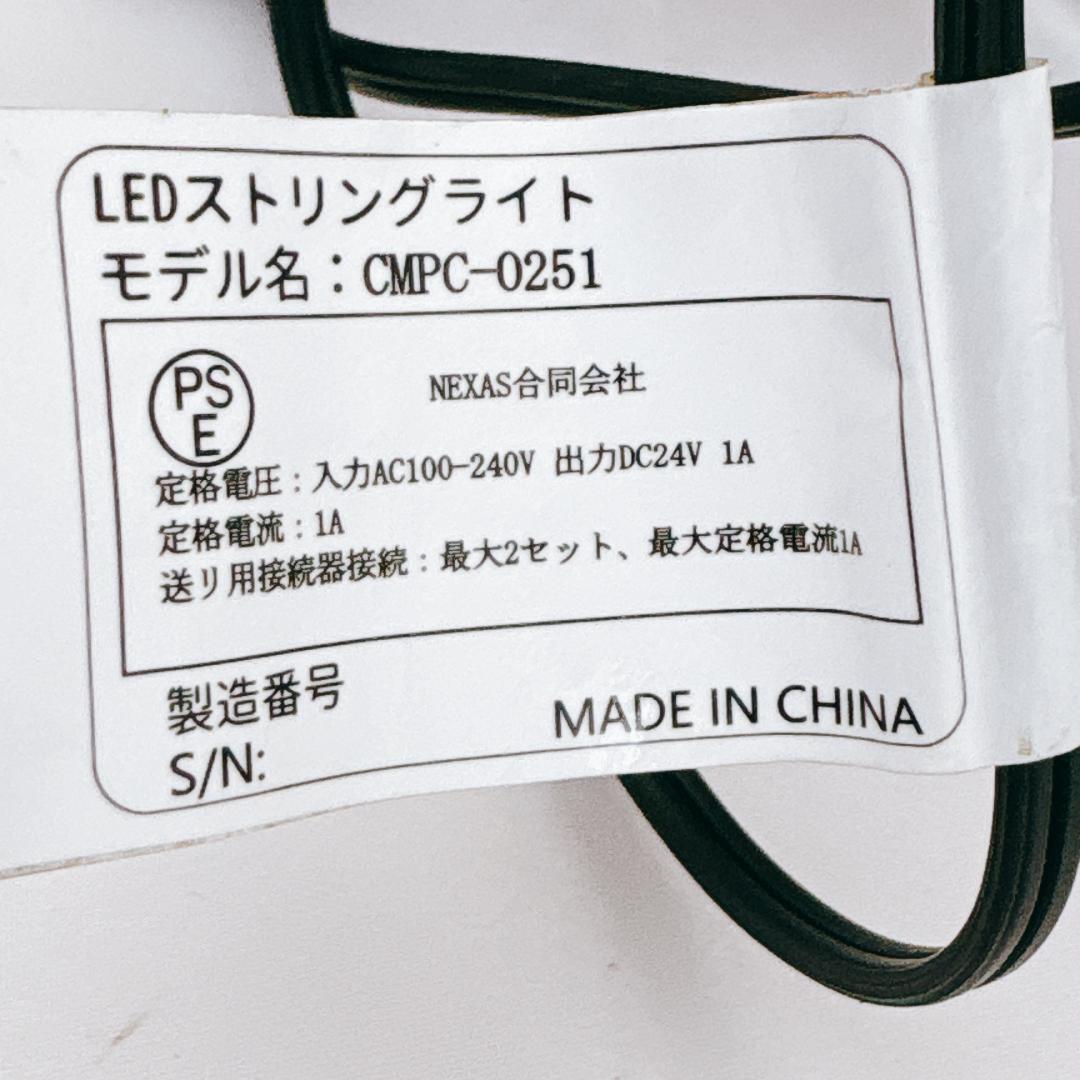 LEDストリングライト
モデル名：CMPC-0251
PS
E
NEXAS合同会社
定格電圧：入力AC100-240V 出力DC24V 1A
定格電流：1A
送り用接続器接続：最大2セット、最大定格電流1A
製造番号
S/N:
MADE IN CHINA